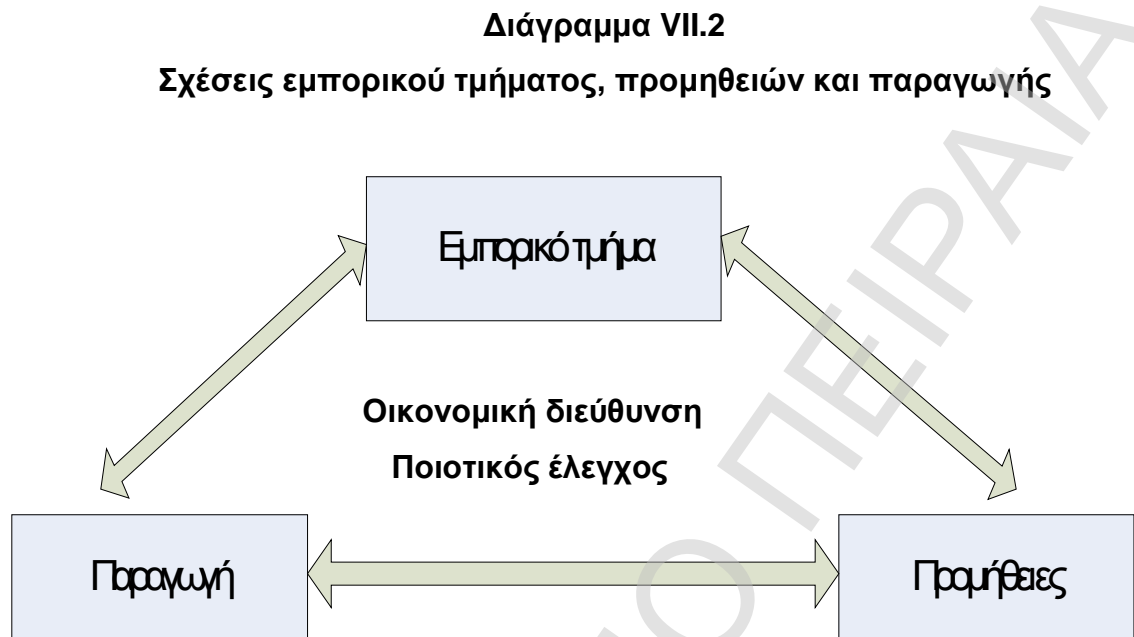 Διάγραμμα VII.2
Σχέσεις εμπορικού τμήματος, προμηθειών και παραγωγής
Εμπορικό τμήμα
Οικονομική διεύθυνση
Ποιοτικός έλεγχος
Παραγωγή
Προμήθειες